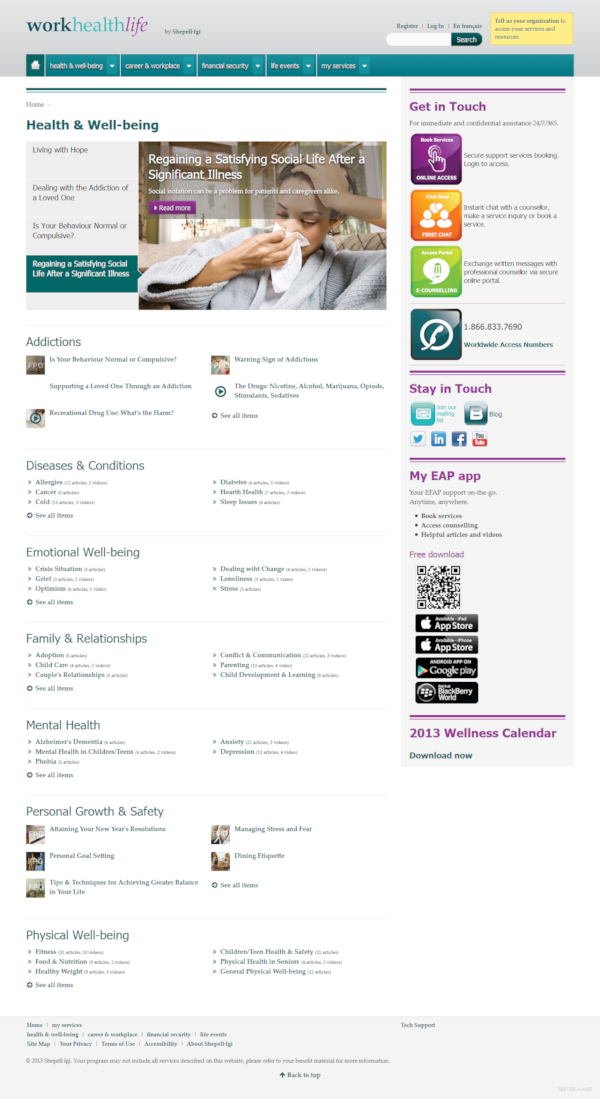 workhealthlife by Shepell·fgi
Register | Log In | En français
Search
Tell us your organization to
access your services and
resources.
health & well-being
career & workplace
financial security
life events
my services
Home
Health & Well-being
Living with Hope
Dealing with the Addiction of
a Loved One
Is Your Behaviour Normal or
Compulsive?
Regaining a Satisfying Social
Life After a Significant Illness
Regaining a Satisfying Social Life After a
Significant Illness
Social isolation can be a problem for patients and caregivers alike.
Read more
Addictions
FPO
Is Your Behaviour Normal or Compulsive?
FPO
Warning Sign of Addictions
Supporting a Loved One Through an Addiction
The Drugs: Nicotine, Alcohol, Marijuana, Opiods,
Stimulants, Sedatives
Recreational Drug Use: What's the Harm?
See all items
Diseases & Conditions
Allergies (12 articles, 2 videos)
Diabetes (6 articles, 3 videos)
Cancer (5 articles)
Hearth Health (7 articles, 2 videos)
Cold (13 articles, 9 videos)
Sleep Issues (4 articles)
See all items
Emotional Well-being
Crisis Situation (3 articles)
Dealing wiht Change (4 articles, 2 videos)
Grief (3 articles, 2 videos)
Loneliness (5 articles, 1 video)
Optimism (6 articles, 1 video)
Stress (3 articles)
See all items
Family & Relationships
Adoption (5 articles)
Conflict & Communication (22 articles, 3 videos)
Child Care (4 articles, 2 videos)
Parenting (10 articles, 4 video)
Couple's Relationships (5 articles)
Child Development & Learning (9 articles)
See all items
Mental Health
Alzheimer's Dementia (6 articles)
Anxiety (22 articles, 5 videos)
Mental Health in Childres/Teens (4 articles, 2 videos)
Depression (13 articles, 6 videos)
Phobia (5 articles)
See all items
Personal Growth & Safety
FPO
Attaining Your New Year's Resolutions
FPO
Managing Stress and Fear
Personal Goal Setting
Dining Etiquette
Tips & Techniques for Achieving Greater Balance
in Your Life
See all items
Physical Well-being
Fitness (31 articles, 10 videos)
Children/Teen Health & Safety (21 articles)
Food & Nutrition (9 articles, 2 videos)
Physical Health in Seniors (4 articles, 2 videos)
Healthy Weight (9 articles, 3 videos)
General Physical Well-being (12 articles)
See all items
Get in Touch
For immediate and confidential assistance 24/7/365.
Book Services
ONLINE ACCESS
Secure support services booking.
Login to access.
Chat Now
FIRST CHAT
Instant chat with a counsellor,
make a service inquiry or book a
service.
Access Portal
E-COUNSELLING
Exchange written messages with
professional counsellor via secure
online portal.
1.866.833.7690
Worldwide Access Numbers
Stay in Touch
Join our
mailing
list
Blog
You
Tube
My EAP app
Your EFAP support on-the-go.
Anytime, anywhere.
Book services
Access counselling
Helpful articles and videos
Free download
Available - iPad
App Store
Available - iPhone
App Store
ANDROID APP ON
Google play
BlackBerry
World
2013 Wellness Calendar
Download now
Home | my services
health & well-being | career & workplace | financial security | life events
Site Map | Your Privacy | Terms of Use | Accessibility | About Shepell·fgi
Tech Support
© 2013 Shepell·fgi. Your program may not include all services described on this website, please refer to your benefit material for more information.
Back to top